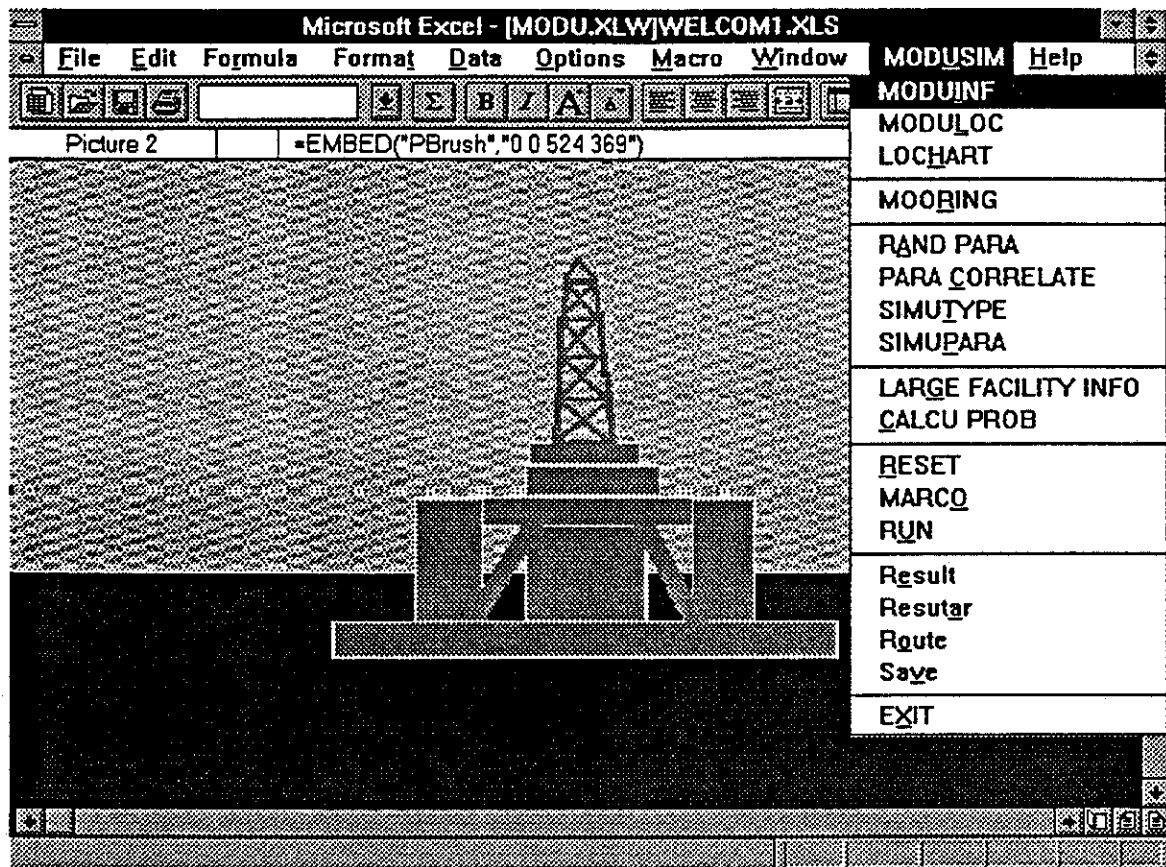 Microsoft Excel - [MODU.XLW]WELCOM1.XLS
File Edit Formula Format Data Options Macro Window MODUSIM Help
Σ B I A A
Picture 2 =EMBED("PBrush","0 0 524 369")
MODUINF
MODULOC
LOCHART
MOORING
RAND PARA
PARA CORRELATE
SIMUTYPE
SIMUPARA
LARGE FACILITY INFO
CALCU PROB
RESET
MARCO
RUN
Result
Resutar
Route
Save
EXIT